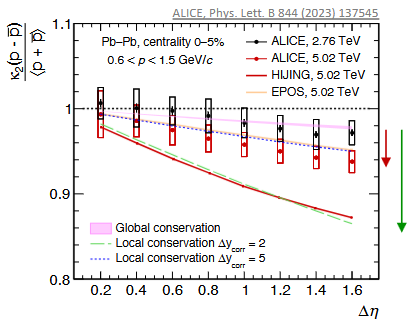 ALICE, Phys. Lett. B 844 (2023) 137545
κ₂(p - p̅)
⟨p + p̅⟩
Pb–Pb, centrality 0–5%
0.6 < p < 1.5 GeV/c
ALICE, 2.76 TeV
ALICE, 5.02 TeV
HIJING, 5.02 TeV
EPOS, 5.02 TeV
1.1
1.0
0.9
0.8
Global conservation
Local conservation Δy_corr = 2
Local conservation Δy_corr = 5
0.2 0.4 0.6 0.8 1 1.2 1.4 1.6
Δη